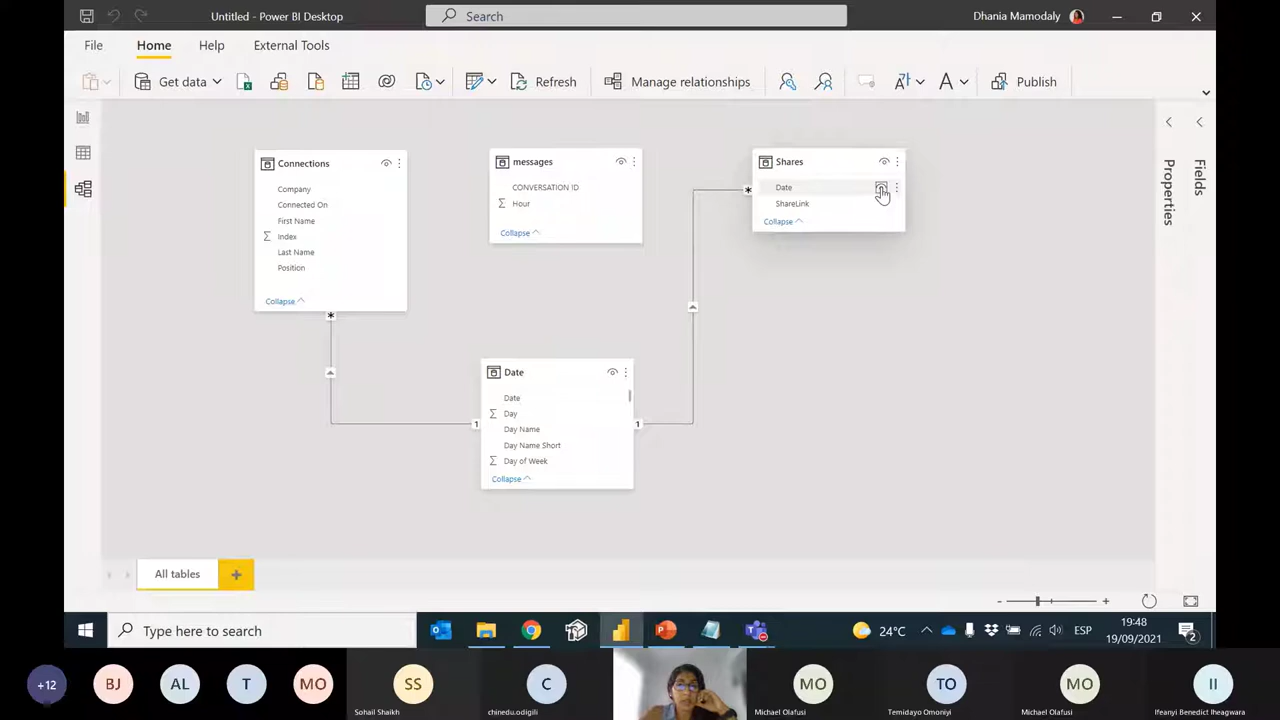 Untitled - Power BI Desktop
Search
Dhania Mamodaly
File
Home
Help
External Tools
Get data
Refresh
Manage relationships
Publish
Connections
Company
Connected On
First Name
Index
Last Name
Position
Collapse
messages
CONVERSATION ID
Hour
Collapse
Shares
Date
ShareLink
Collapse
*
*
1
1
Date
Date
Day
Day Name
Day Name Short
Day of Week
Collapse
Properties
Fields
All tables
Type here to search
24°C
ESP
19:48
19/09/2021
2
+12
BJ
AL
T
MO
SS
Sohail Shaikh
C
chinedu.odigili
MO
Michael Olafusi
TO
Temidayo Omoniyi
MO
Michael Olafusi
II
Ifeanyi Benedict Iheagwara